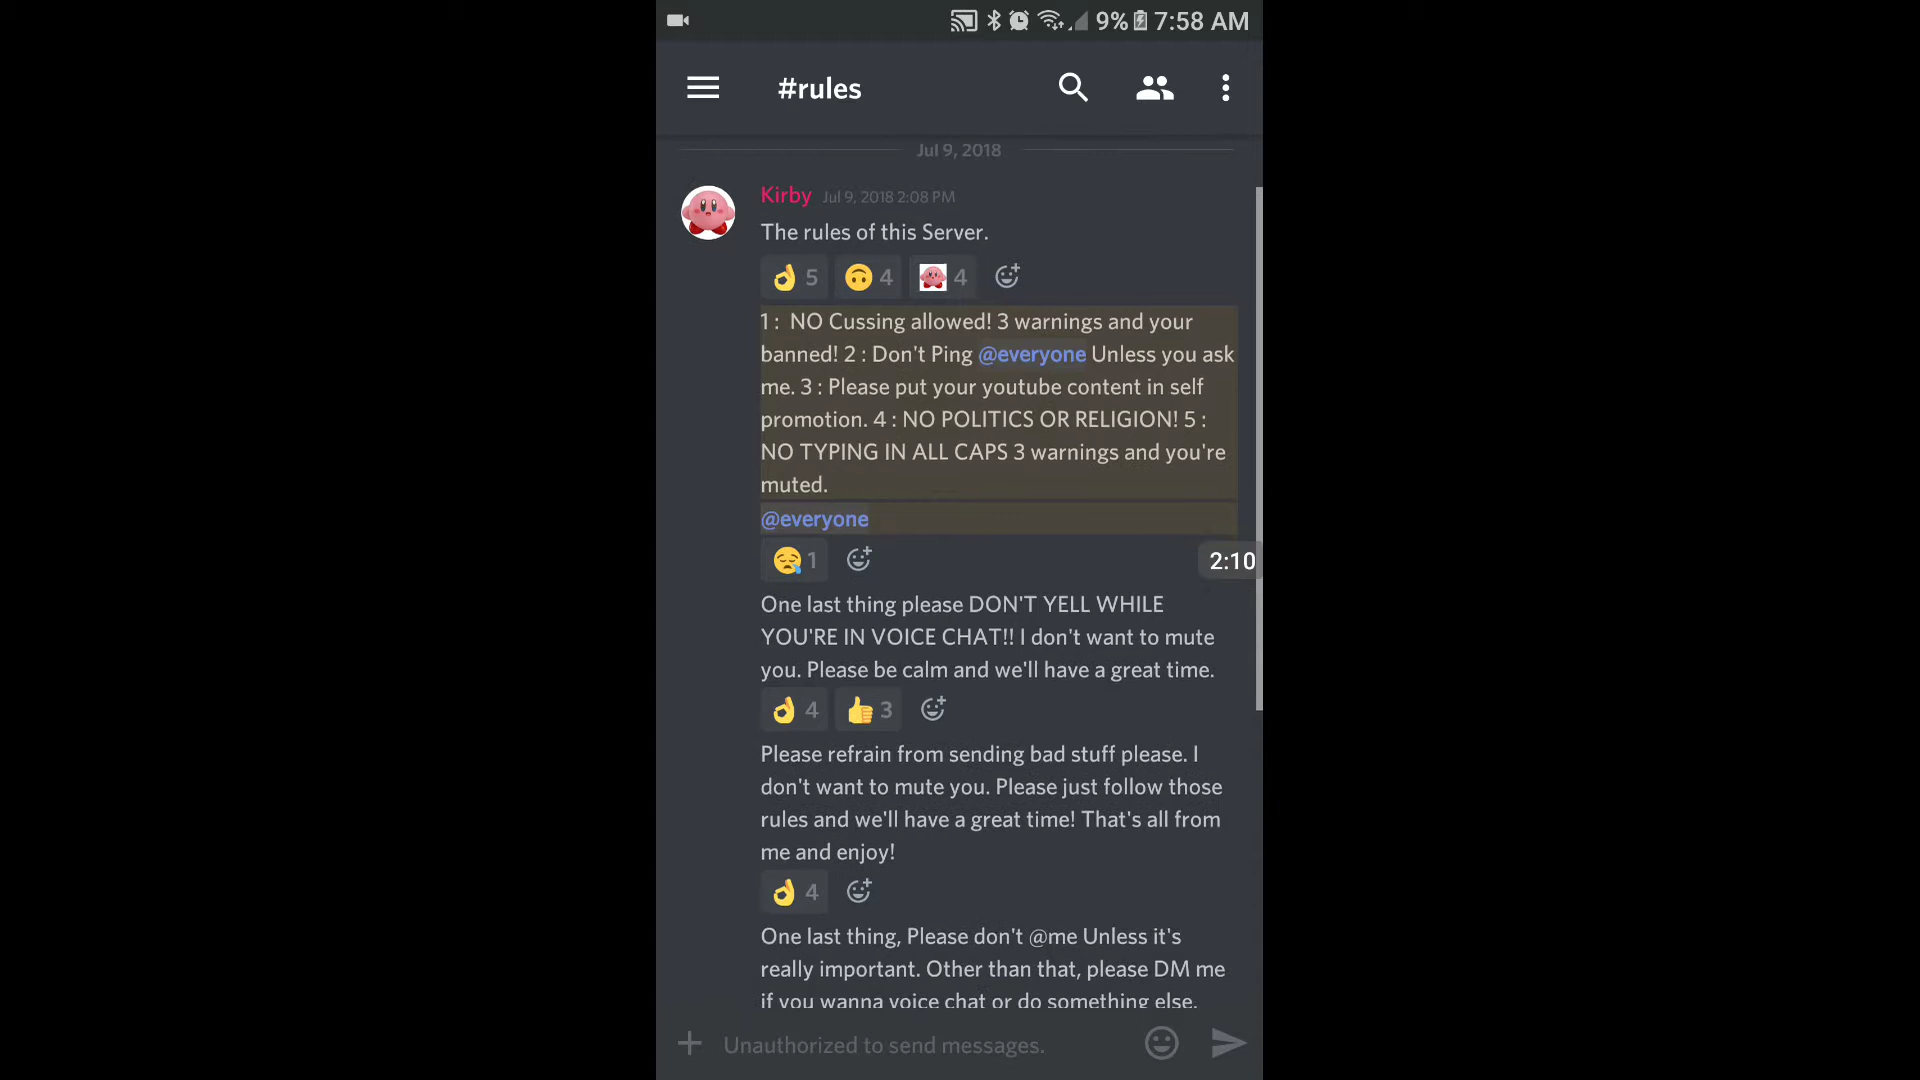 9% 7:58 AM
#rules
Jul 9, 2018
Kirby Jul 9, 2018 2:08 PM
The rules of this Server.
5 4 4
1 : NO Cussing allowed! 3 warnings and your
banned! 2 : Don't Ping @everyone Unless you ask
me. 3 : Please put your youtube content in self
promotion. 4 : NO POLITICS OR RELIGION! 5 :
NO TYPING IN ALL CAPS 3 warnings and you're
muted.
@everyone
1
2:10
One last thing please DON'T YELL WHILE
YOU'RE IN VOICE CHAT!! I don't want to mute
you. Please be calm and we'll have a great time.
4 3
Please refrain from sending bad stuff please. I
don't want to mute you. Please just follow those
rules and we'll have a great time! That's all from
me and enjoy!
4
One last thing, Please don't @me Unless it's
really important. Other than that, please DM me
if you wanna voice chat or do something else.
Unauthorized to send messages.